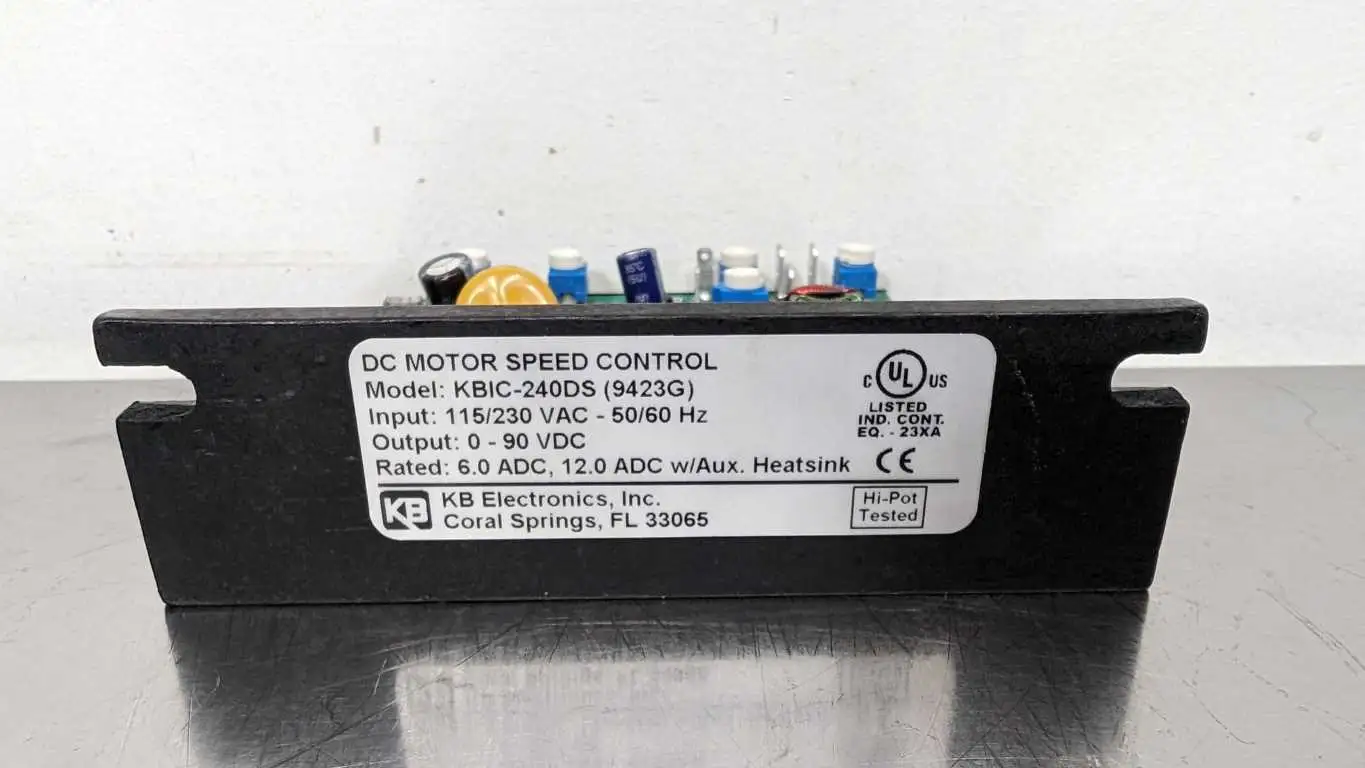 DC MOTOR SPEED CONTROL
Model: KBIC-240DS (9423G)
Input: 115/230 VAC - 50/60 Hz
Output: 0 - 90 VDC
Rated: 6.0 ADC, 12.0 ADC w/Aux. Heatsink
C UL US
LISTED
IND. CONT.
EQ. - 23XA
CE
KB
KB Electronics, Inc.
Coral Springs, FL 33065
Hi-Pot
Tested